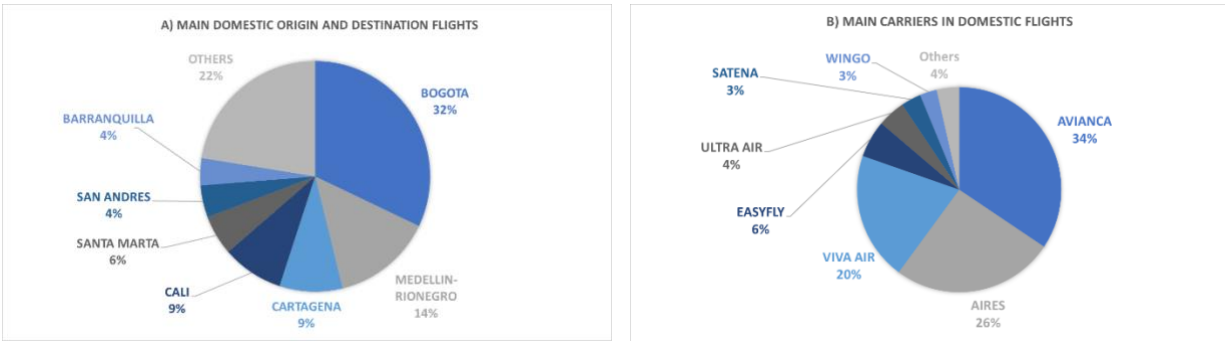 A) MAIN DOMESTIC ORIGIN AND DESTINATION FLIGHTS
OTHERS
22%
BOGOTA
32%
BARRANQUILLA
4%
SAN ANDRES
4%
SANTA MARTA
6%
CALI
9%
CARTAGENA
9%
MEDELLIN-
RIONEGRO
14%
B) MAIN CARRIERS IN DOMESTIC FLIGHTS
WINGO
3%
Others
4%
SATENA
3%
AVIANCA
34%
ULTRA AIR
4%
EASYFLY
6%
VIVA AIR
20%
AIRES
26%